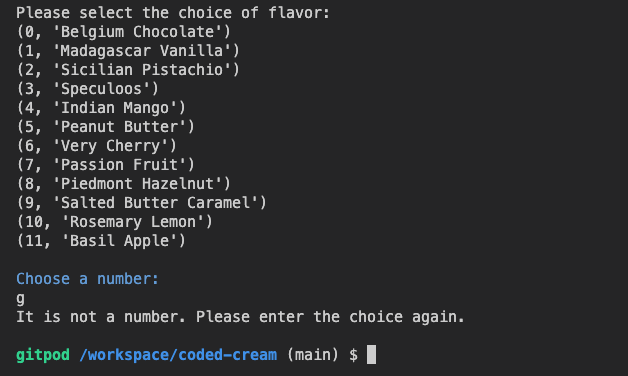 Please select the choice of flavor:
(0, 'Belgium Chocolate')
(1, 'Madagascar Vanilla')
(2, 'Sicilian Pistachio')
(3, 'Speculoos')
(4, 'Indian Mango')
(5, 'Peanut Butter')
(6, 'Very Cherry')
(7, 'Passion Fruit')
(8, 'Piedmont Hazelnut')
(9, 'Salted Butter Caramel')
(10, 'Rosemary Lemon')
(11, 'Basil Apple')
Choose a number:
g
It is not a number. Please enter the choice again.
gitpod /workspace/coded-cream (main) $